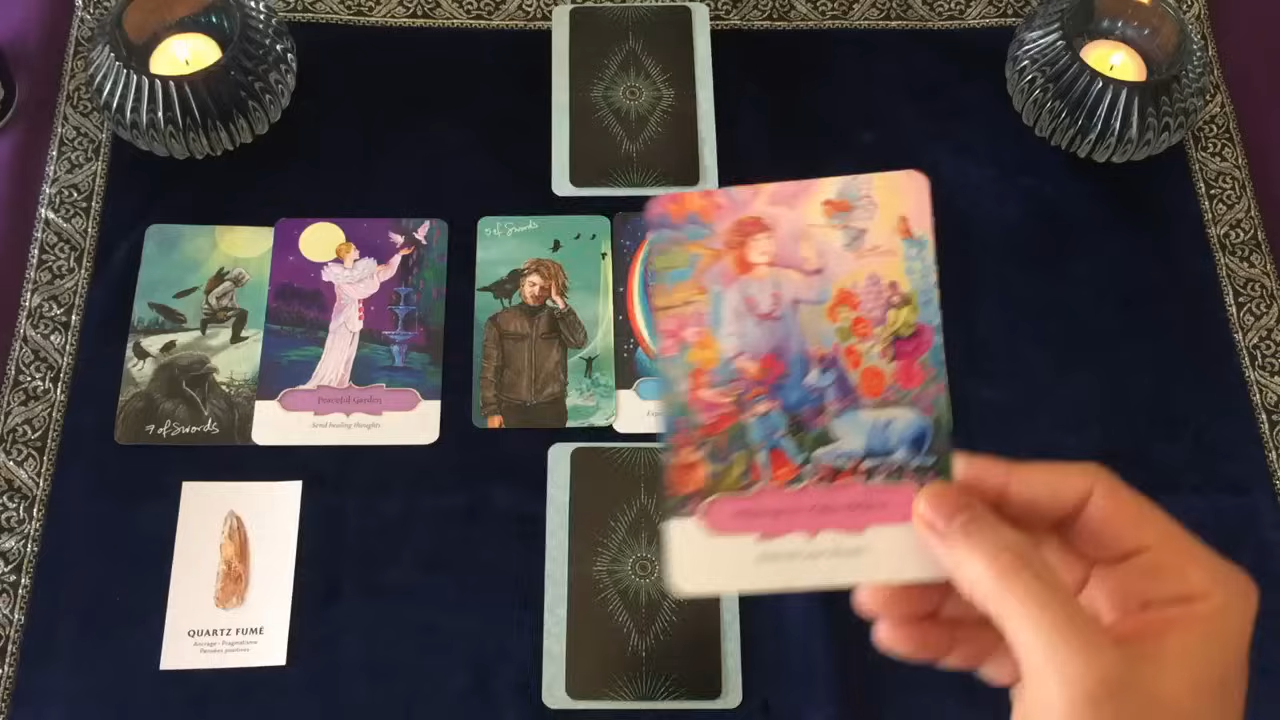 7 of Swords
Peaceful Garden
Send healing thoughts
5 of Swords
QUARTZ FUMÉ
Ancrage - Pragmatisme
Pensées positives